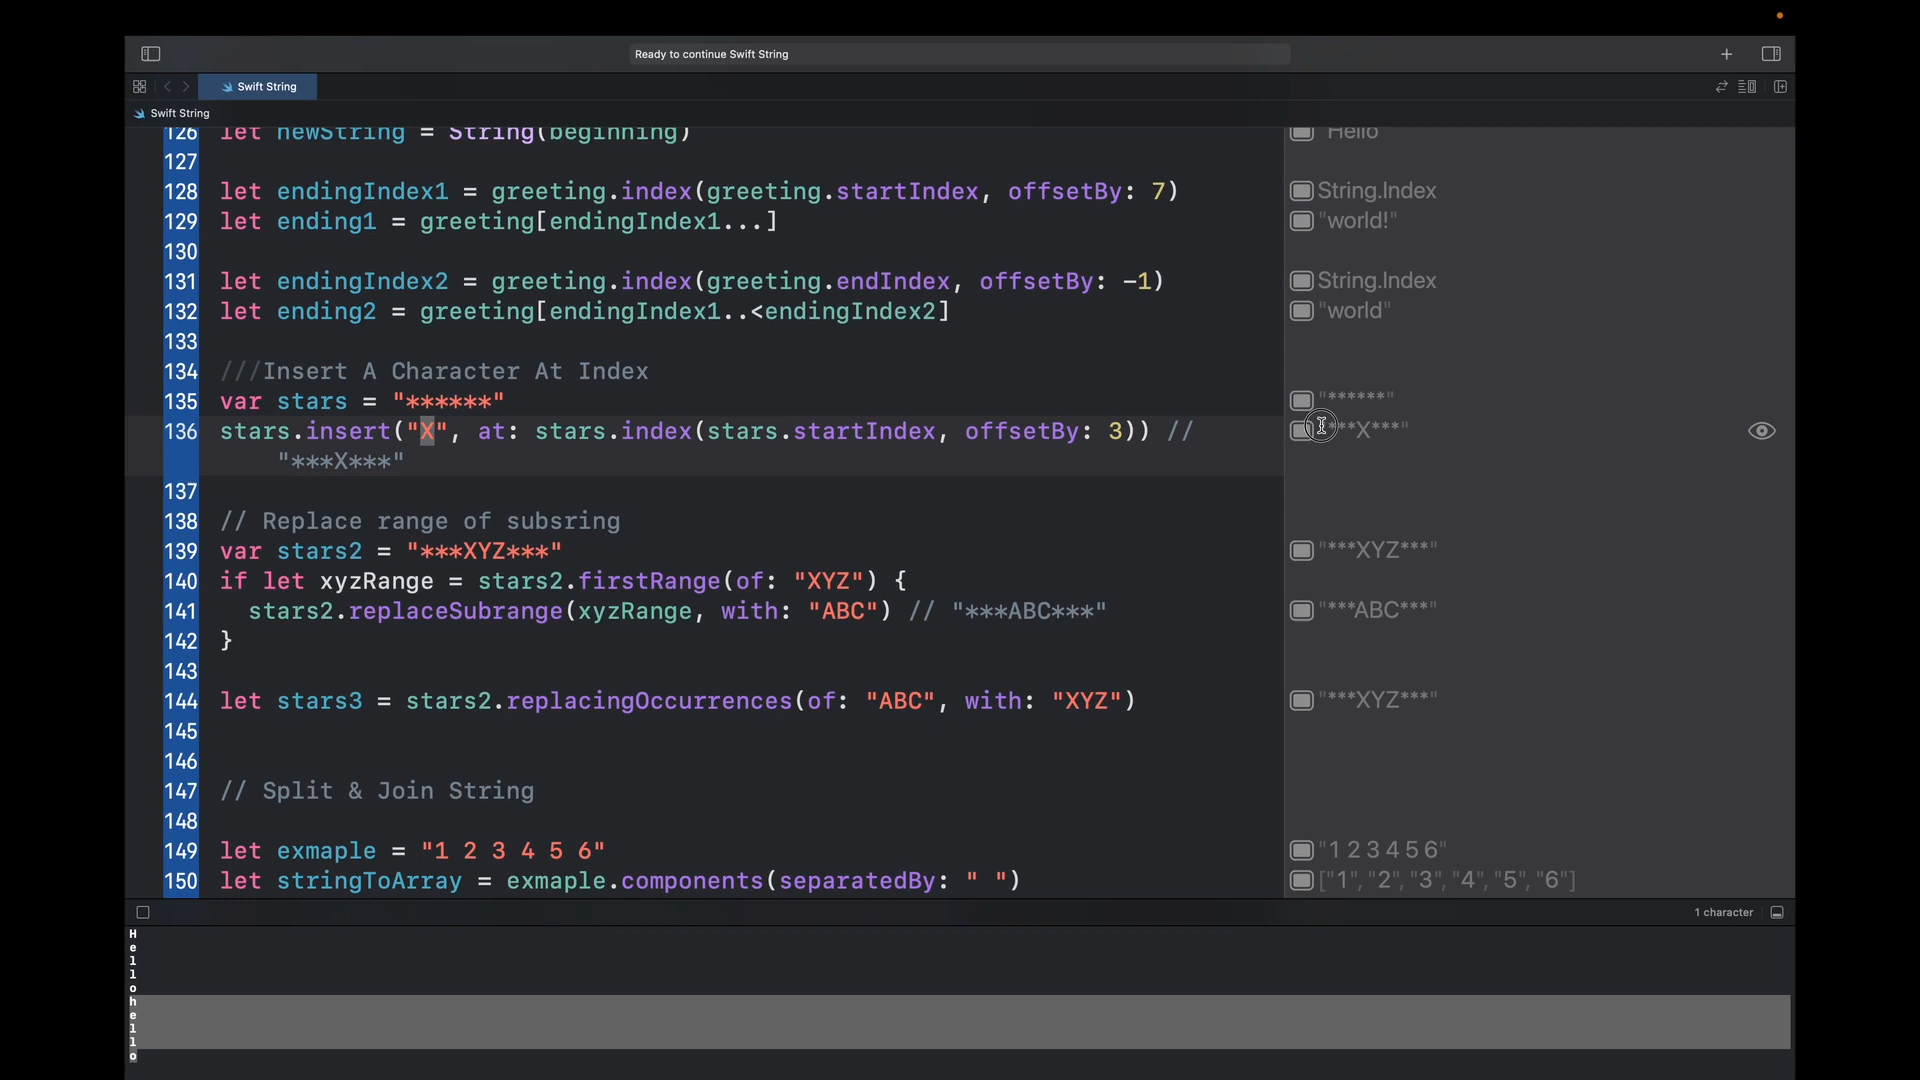 Ready to continue Swift String
Swift String
Swift String
126 let newString = String(beginning) "Hello"
127
128 let endingIndex1 = greeting.index(greeting.startIndex, offsetBy: 7) String.Index
129 let ending1 = greeting[endingIndex1...] "world!"
130
131 let endingIndex2 = greeting.index(greeting.endIndex, offsetBy: -1) String.Index
132 let ending2 = greeting[endingIndex1..<endingIndex2] "world"
133
134 ///Insert A Character At Index
135 var stars = "******" "******"
136 stars.insert("X", at: stars.index(stars.startIndex, offsetBy: 3)) // "***X***"
"***X***"
137
138 // Replace range of subsring
139 var stars2 = "***XYZ***" "***XYZ***"
140 if let xyzRange = stars2.firstRange(of: "XYZ") {
141 stars2.replaceSubrange(xyzRange, with: "ABC") // "***ABC***" "***ABC***"
142 }
143
144 let stars3 = stars2.replacingOccurrences(of: "ABC", with: "XYZ") "***XYZ***"
145
146
147 // Split & Join String
148
149 let exmaple = "1 2 3 4 5 6" "1 2 3 4 5 6"
150 let stringToArray = exmaple.components(separatedBy: " ") ["1", "2", "3", "4", "5", "6"]
1 character
H
e
l
l
o
h
e
l
l
o